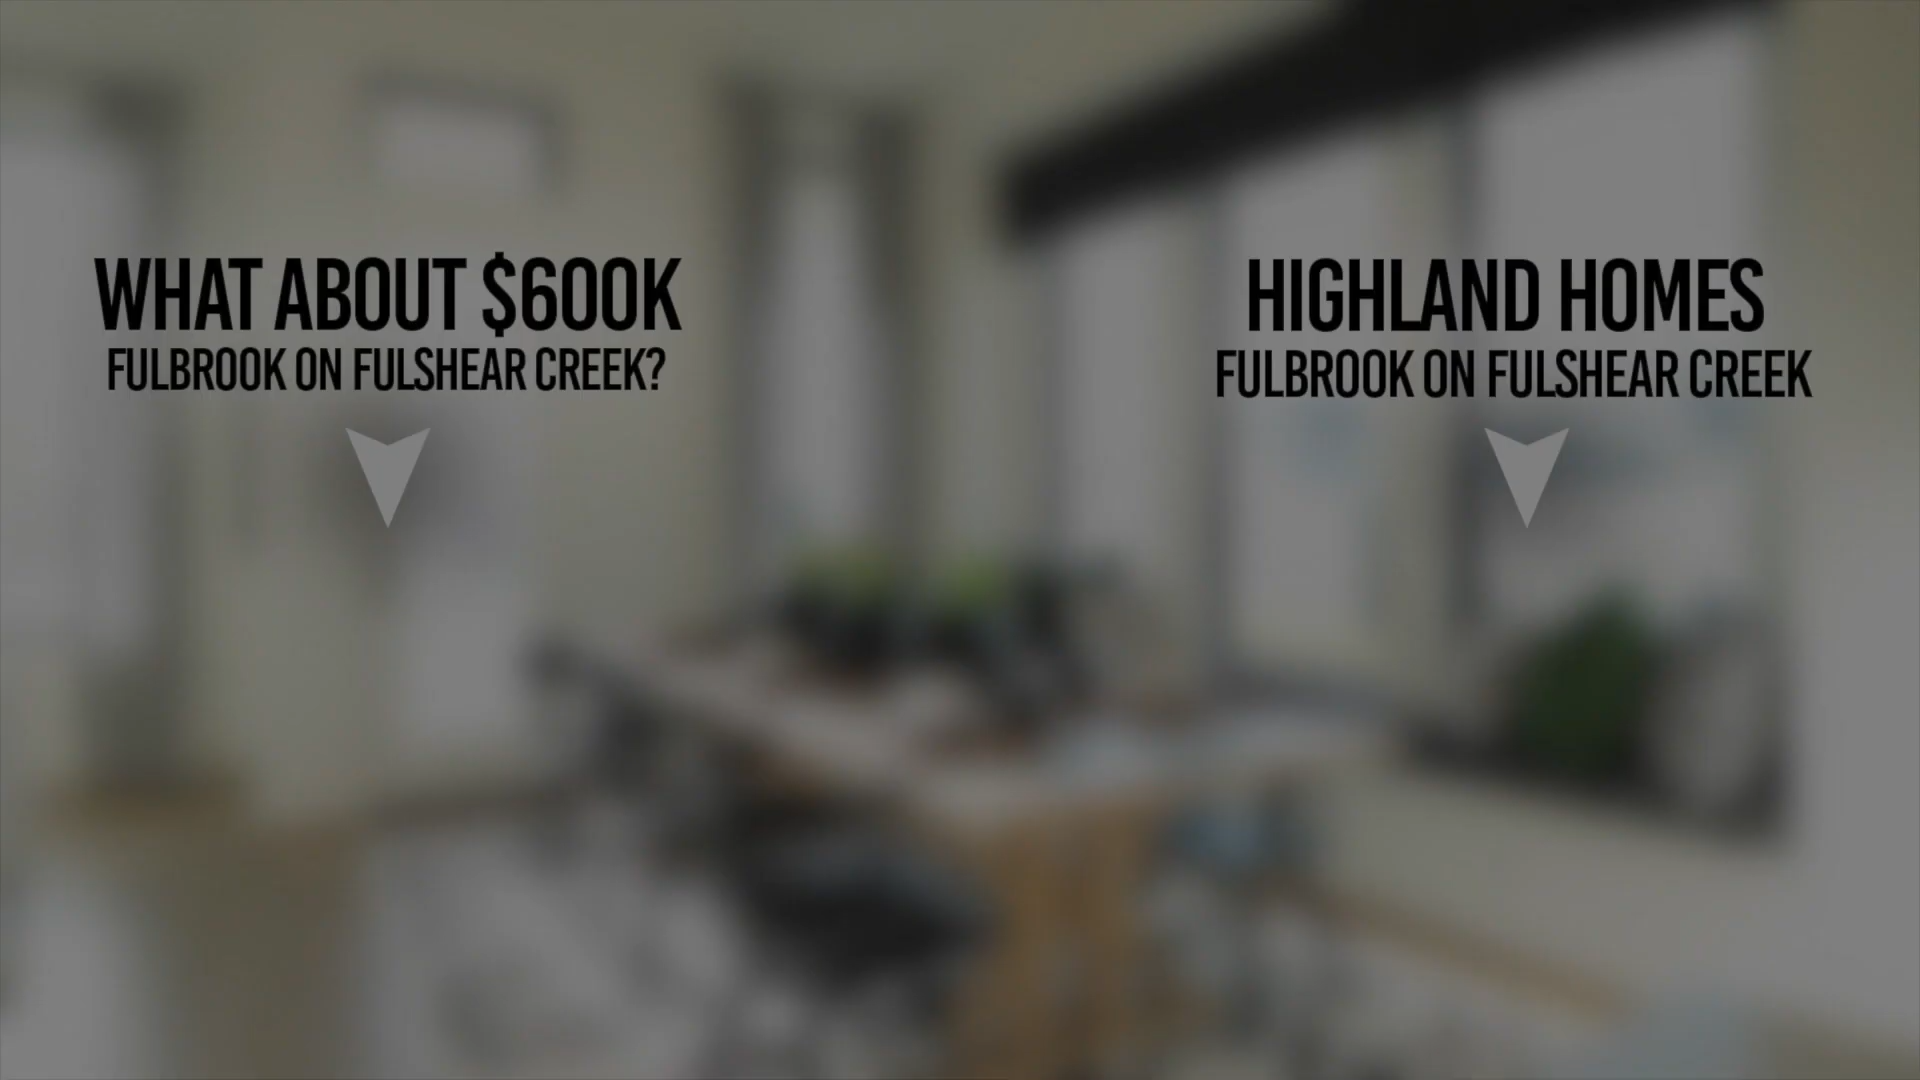 WHAT ABOUT $600K
FULBROOK ON FULSHEAR CREEK?
HIGHLAND HOMES
FULBROOK ON FULSHEAR CREEK